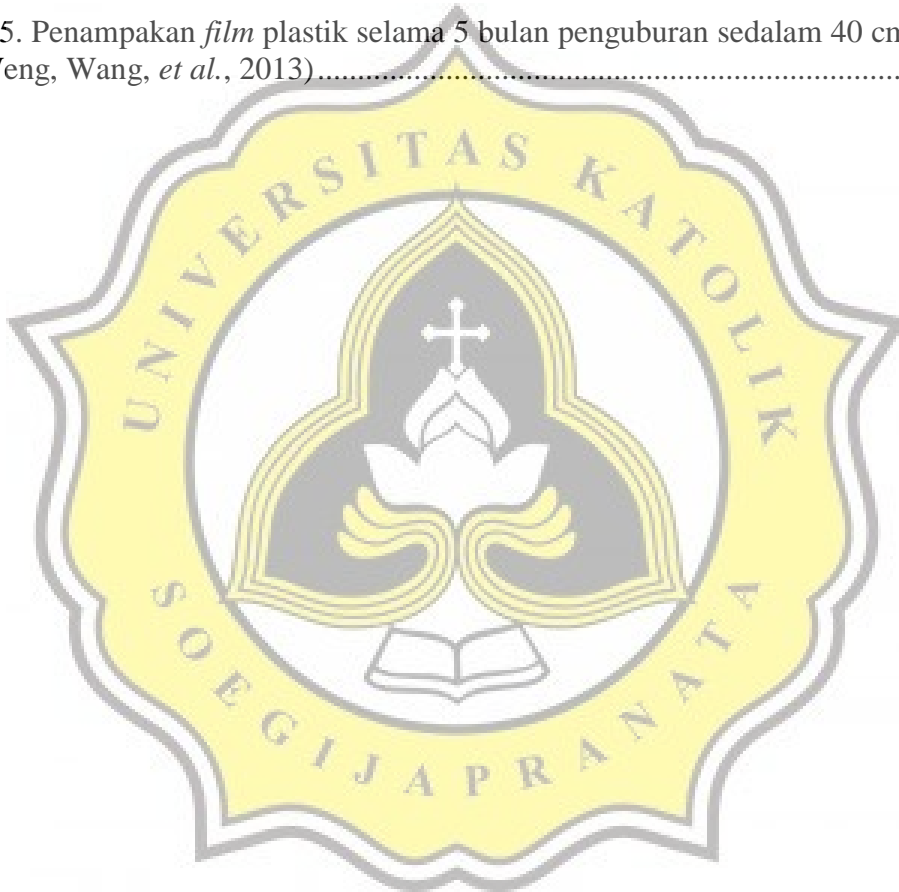 5. Penampakan film plastik selama 5 bulan penguburan sedalam 40 cm
Weng, Wang, et al., 2013)....................................................................
UNIVERSITAS KATOLIK
SOEGIJAPRANATA